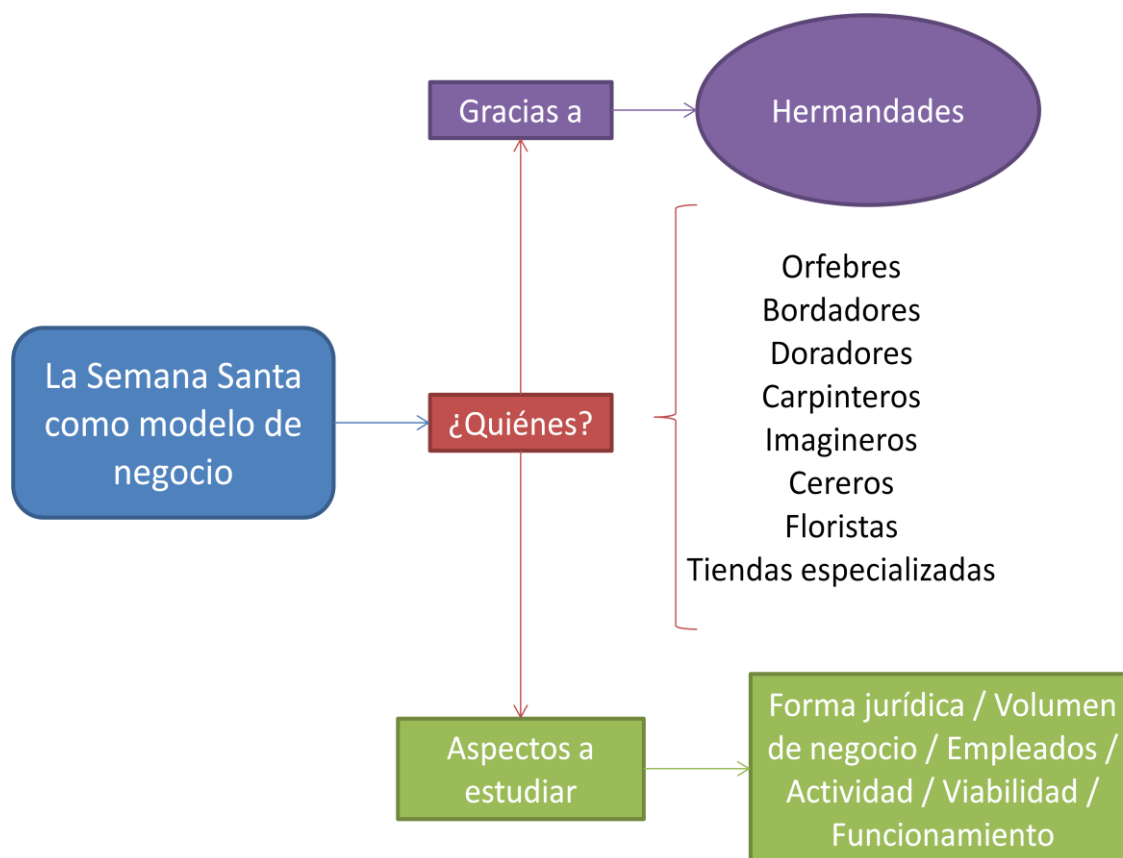 Gracias a
Hermandades
Orfebres
Bordadores
Doradores
Carpinteros
Imagineros
Cereros
Floristas
Tiendas especializadas
La Semana Santa
como modelo de
negocio
¿Quiénes?
Aspectos a
estudiar
Forma jurídica / Volumen
de negocio / Empleados /
Actividad / Viabilidad /
Funcionamiento